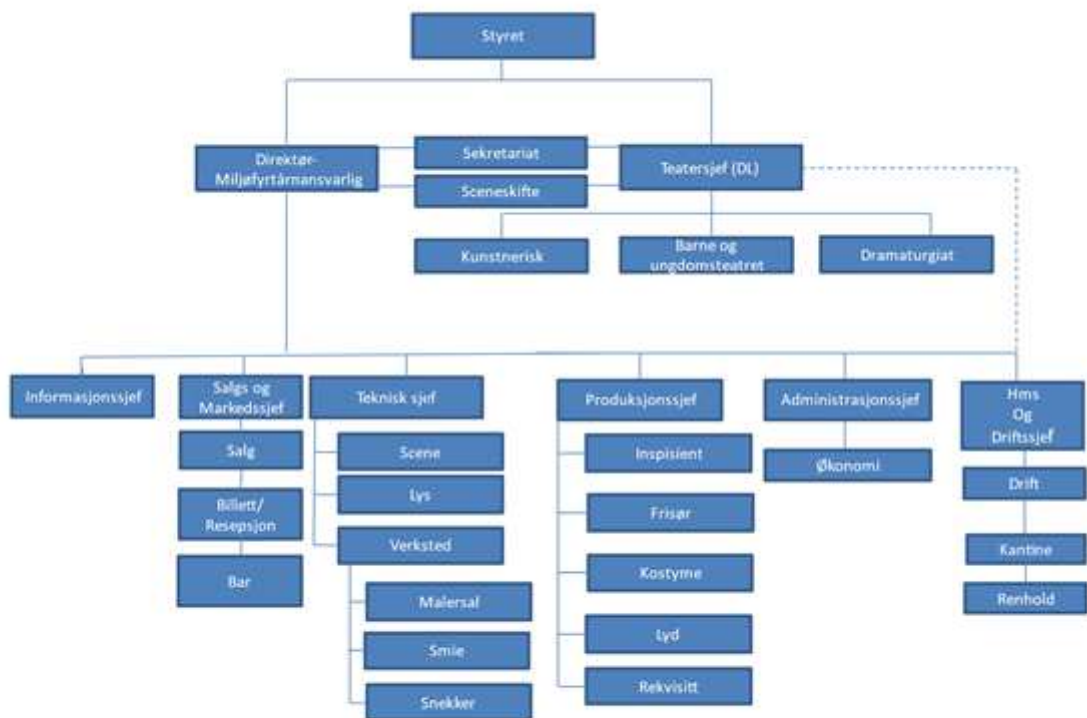 Styret
Direktør-
Miljøfyrtårnansvarlig
Sekretariat
Sceneskifte
Teatersjef (DL)
Kunstnerisk
Barne og
ungdomsteatret
Dramaturgiat
Informasjonssjef
Salgs og
Markedssjef
Salg
Billett/
Resepsjon
Bar
Teknisk sjef
Scene
Lys
Verksted
Malersal
Smie
Snekker
Produksjonssjef
Inspisient
Frisør
Kostyme
Lyd
Rekvisitt
Administrasjonssjef
Økonomi
Hms
Og
Driftssjef
Drift
Kantine
Renhold